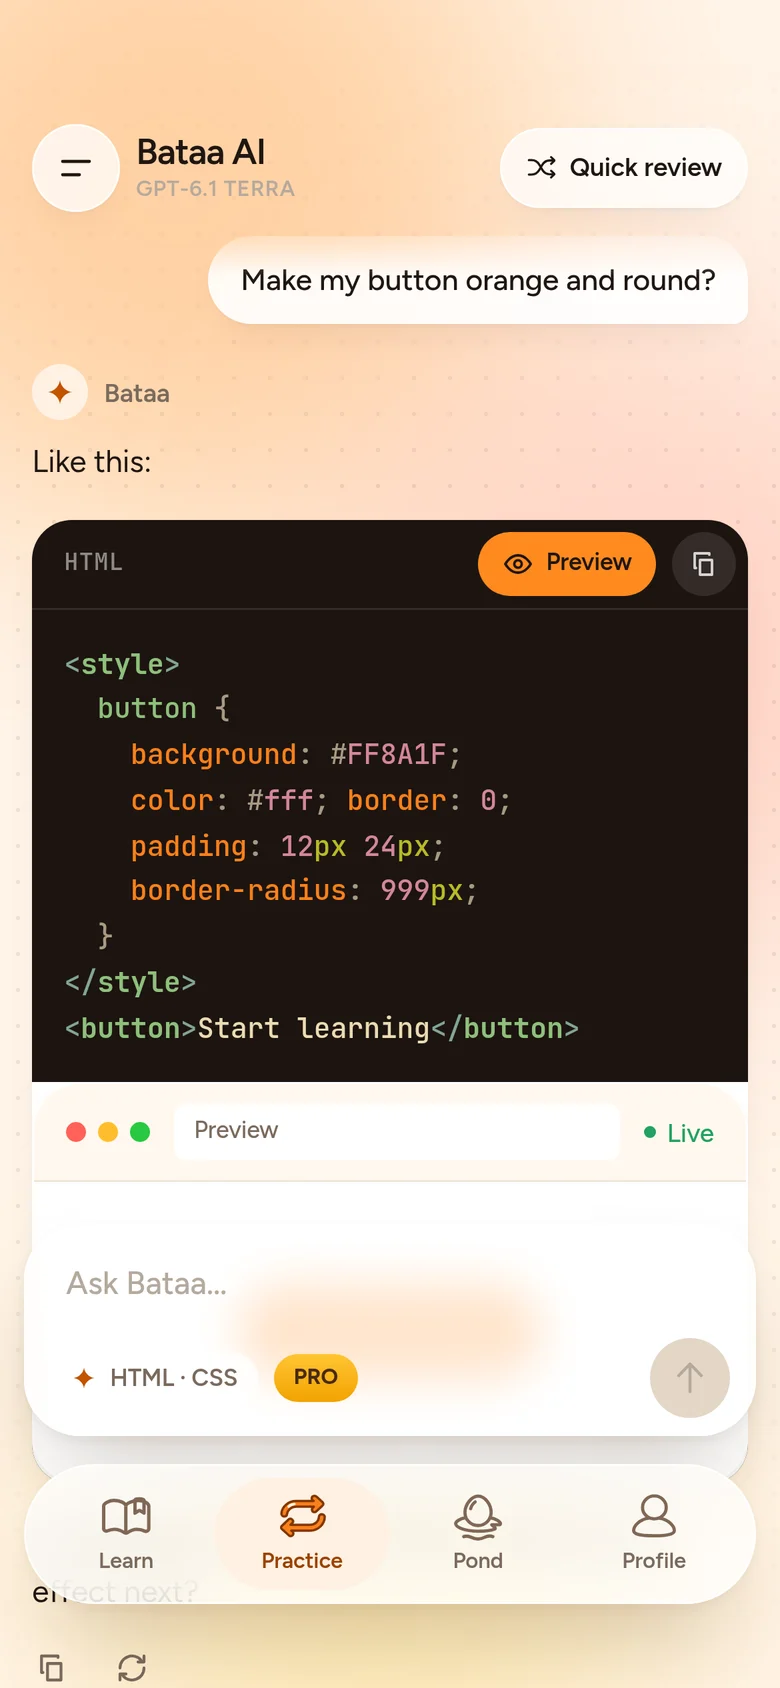 Bataa AI
GPT-6.1 TERRA
Quick review
Make my button orange and round?
Bataa
Like this:
HTML
Preview
<style>
  button {
    background: #FF8A1F;
    color: #fff; border: 0;
    padding: 12px 24px;
    border-radius: 999px;
  }
</style>
<button>Start learning</button>
Preview
Live
Ask Bataa...
HTML · CSS
PRO
Learn
Practice
Pond
Profile
effect next?